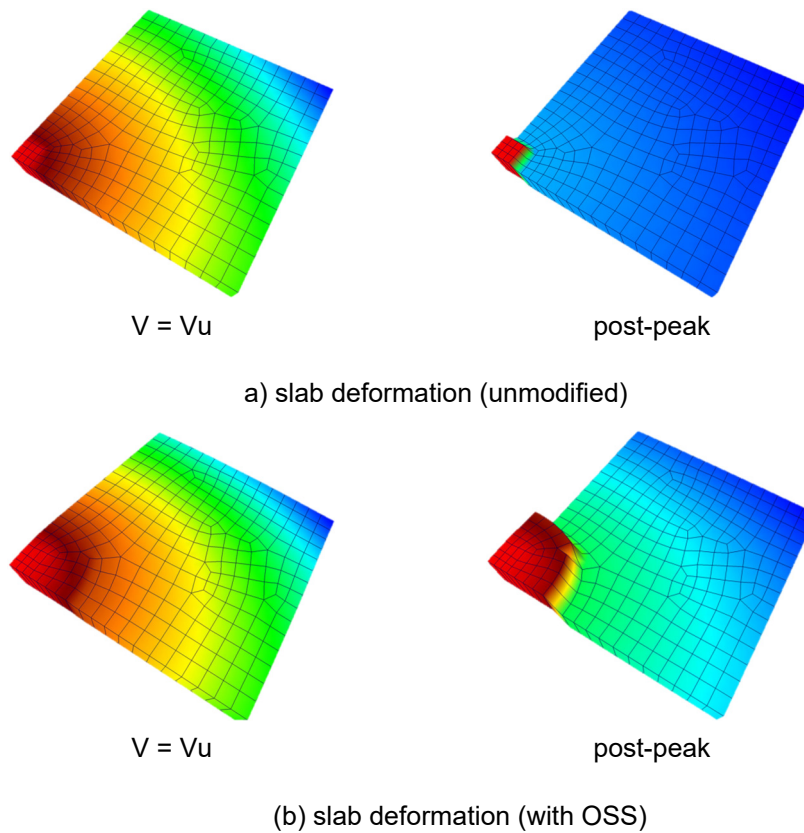 V = Vu
post-peak
a) slab deformation (unmodified)
V = Vu
post-peak
(b) slab deformation (with OSS)